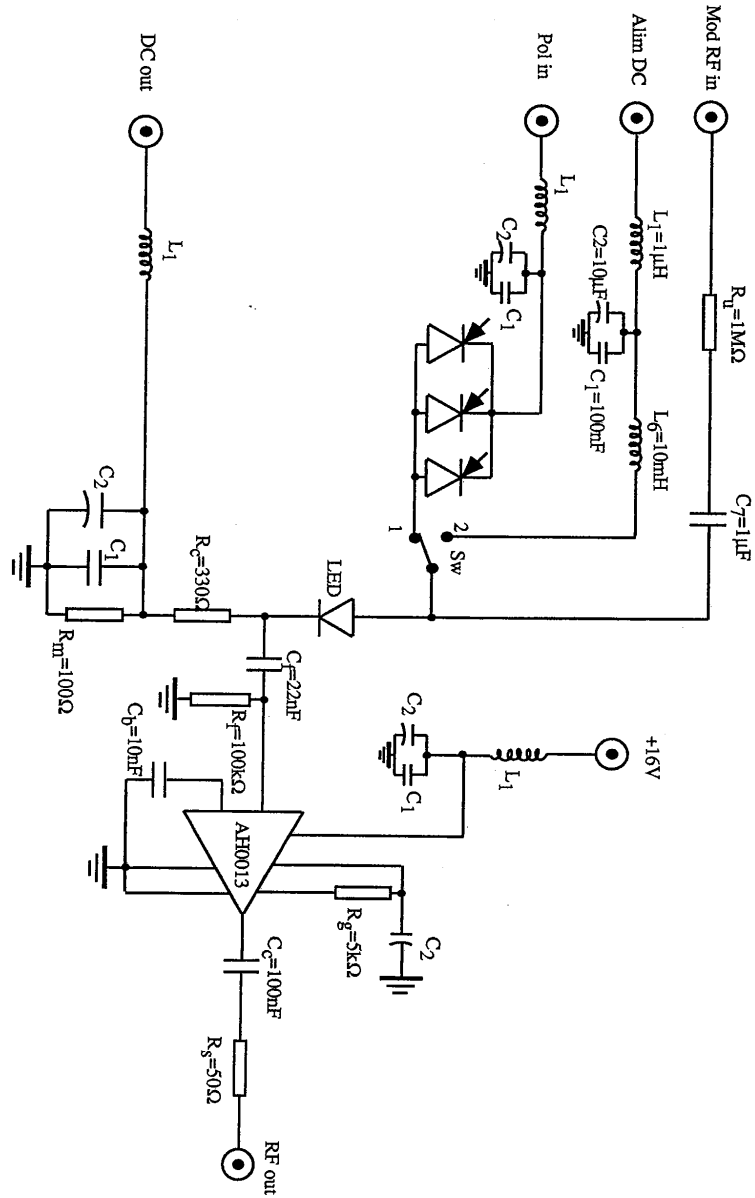 Mod RF in
Alim DC
Pol in
DC out
R_u=1MΩ
C_7=1μF
L_1=1μH
C2=10μF
C_1=100nF
L_6=10mH
L_1
C_2
C_1
1
2
Sw
L_1
C_2
C_1
R_m=100Ω
R_c=330Ω
LED
C_f=22nF
R_f=100kΩ
C_b=10nF
+16V
L_1
C_2
C_1
AH0013
R_g=5kΩ
C_2
C_c=100nF
R_s=50Ω
RF out